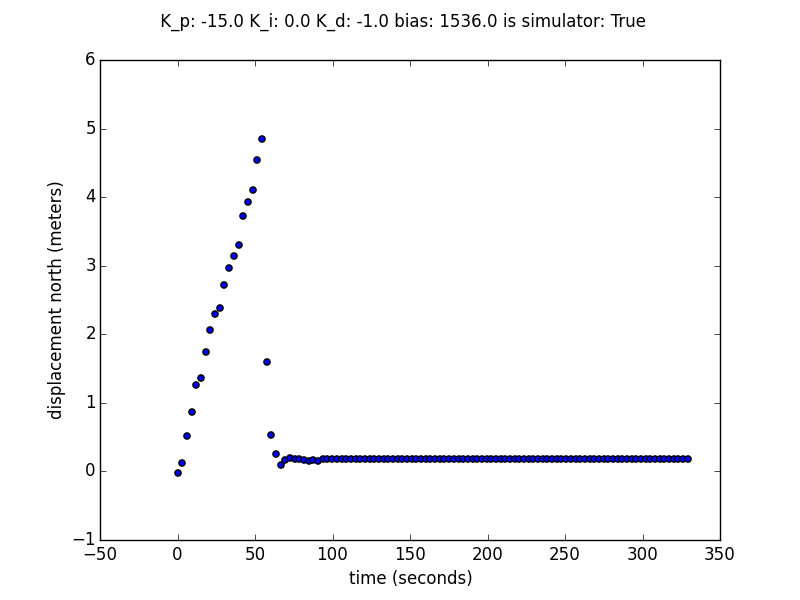 K_p: -15.0 K_i: 0.0 K_d: -1.0 bias: 1536.0 is simulator: True
6
5
4
3
2
1
0
−1
displacement north (meters)
−50 0 50 100 150 200 250 300 350
time (seconds)